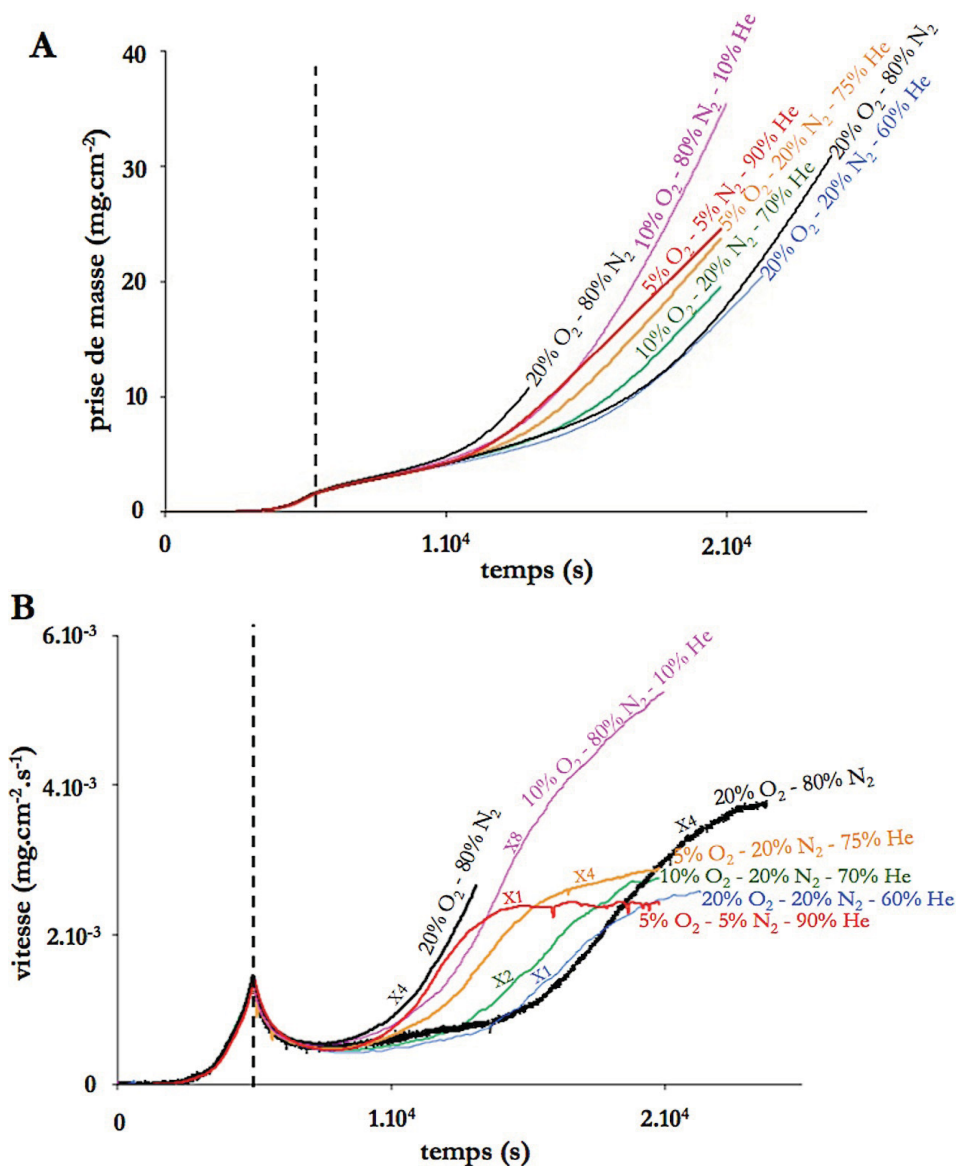 A
40
30
20
10
0
prise de masse (mg.cm-2)
20% O2 - 80% N2
10% O2 - 80% N2 - 10% He
5% O2 - 5% N2 - 90% He
5% O2 - 20% N2 - 75% He
10% O2 - 20% N2 - 70% He
20% O2 - 80% N2
20% O2 - 20% N2 - 60% He
0
1.10⁴
2.10⁴
temps (s)
B
6.10-3
4.10-3
2.10-3
0
vitesse (mg.cm-2.s-1)
20% O2 - 80% N2
X4
10% O2 - 80% N2 - 10% He
X8
20% O2 - 80% N2
X4
5% O2 - 20% N2 - 75% He
X4
10% O2 - 20% N2 - 70% He
X2
20% O2 - 20% N2 - 60% He
X1
5% O2 - 5% N2 - 90% He
X1
0
1.10⁴
2.10⁴
temps (s)